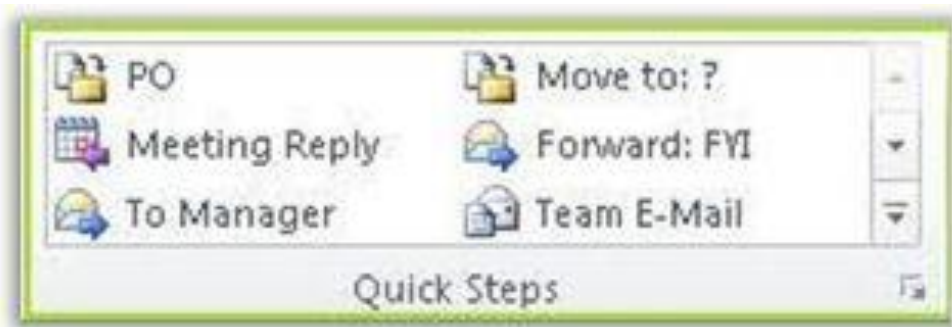 PO Move to: ?
Meeting Reply Forward: FYI
To Manager Team E-Mail
Quick Steps